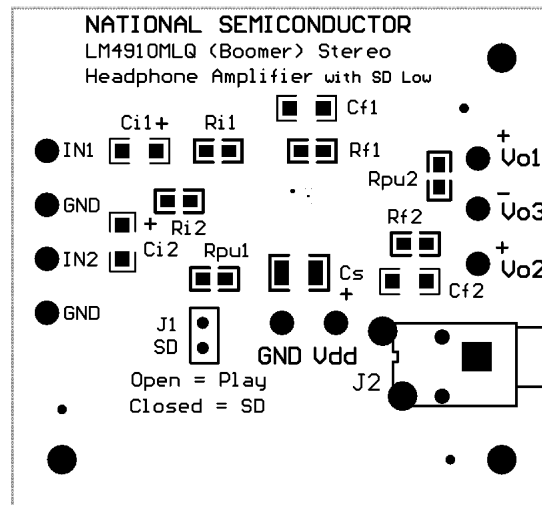 NATIONAL SEMICONDUCTOR
LM4910MLQ (Boomer) Stereo
Headphone Amplifier with SD Low
Cf1
Ci1+
Ri1
IN1
Rf1
+
Vo1
Rpu2
GND
Ri2
-
Vo3
+
Ci2
Rf2
IN2
Rpu1
+
Vo2
Cs
+
Cf2
GND
J1
SD
GND Vdd
J2
Open = Play
Closed = SD